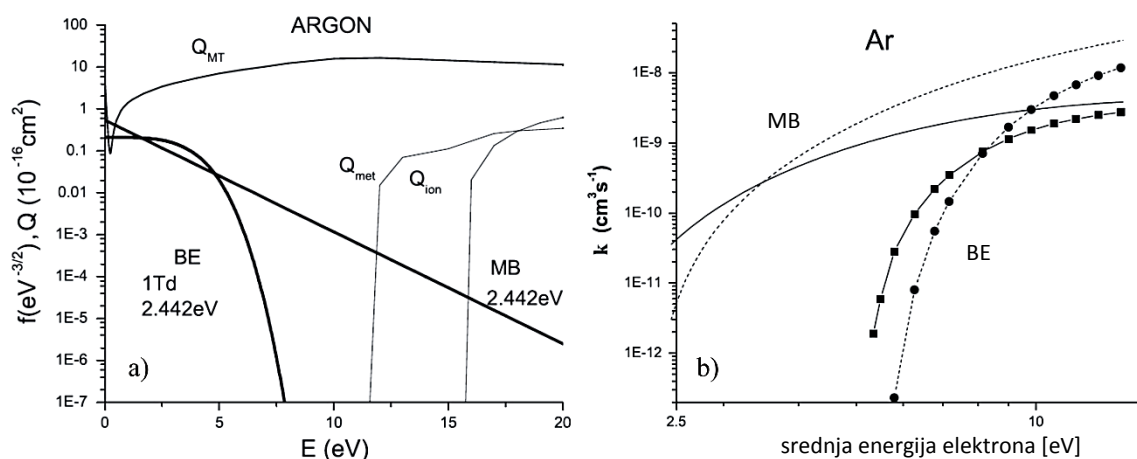 ARGON
Q_MT
Q_met
Q_ion
BE
1Td
2.442eV
MB
2.442eV
a)
100
10
1
0.1
0.01
1E-3
1E-4
1E-5
1E-6
1E-7
0
5
10
15
20
f(eV^-3/2), Q (10^-16 cm^2)
E (eV)
Ar
MB
BE
b)
1E-8
1E-9
1E-10
1E-11
1E-12
2.5
10
k (cm^3s^-1)
srednja energija elektrona [eV]